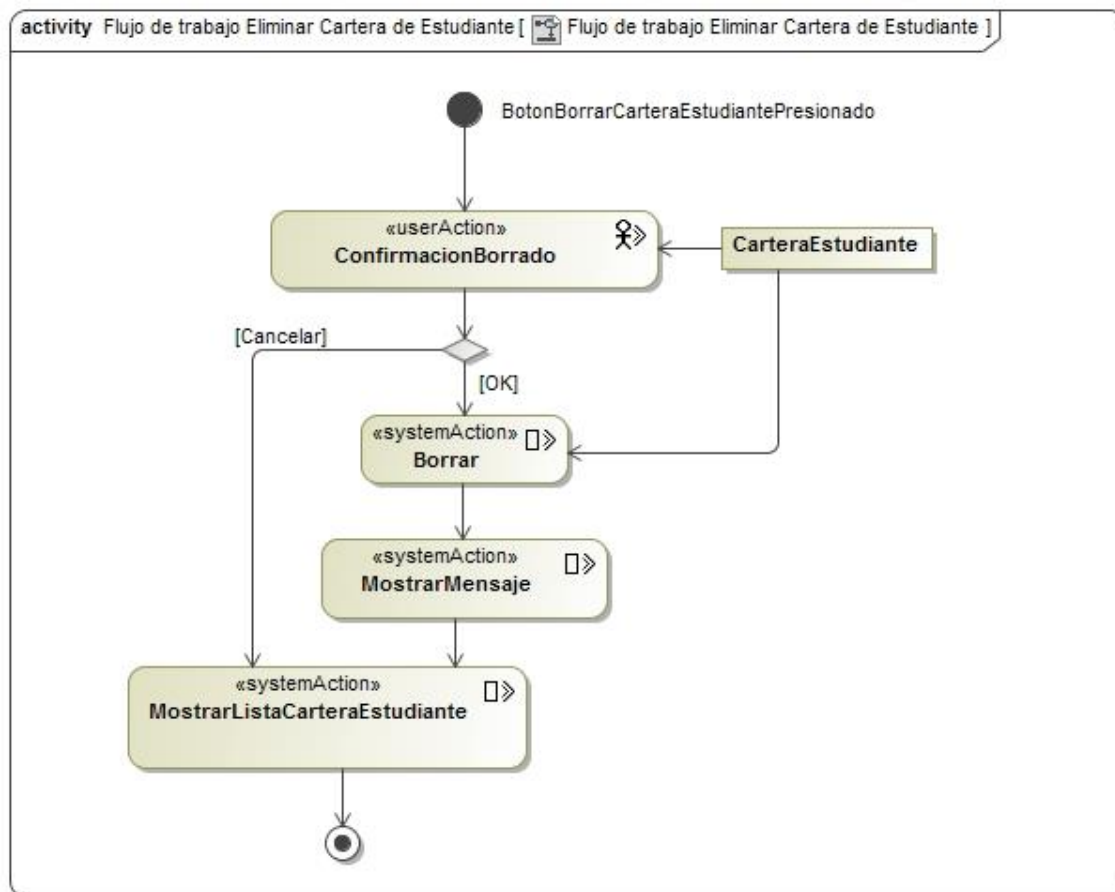 activity Flujo de trabajo Eliminar Cartera de Estudiante [ Flujo de trabajo Eliminar Cartera de Estudiante ]
BotonBorrarCarteraEstudiantePresionado
«userAction»
ConfirmacionBorrado
CarteraEstudiante
[Cancelar]
[OK]
«systemAction»
Borrar
«systemAction»
MostrarMensaje
«systemAction»
MostrarListaCarteraEstudiante